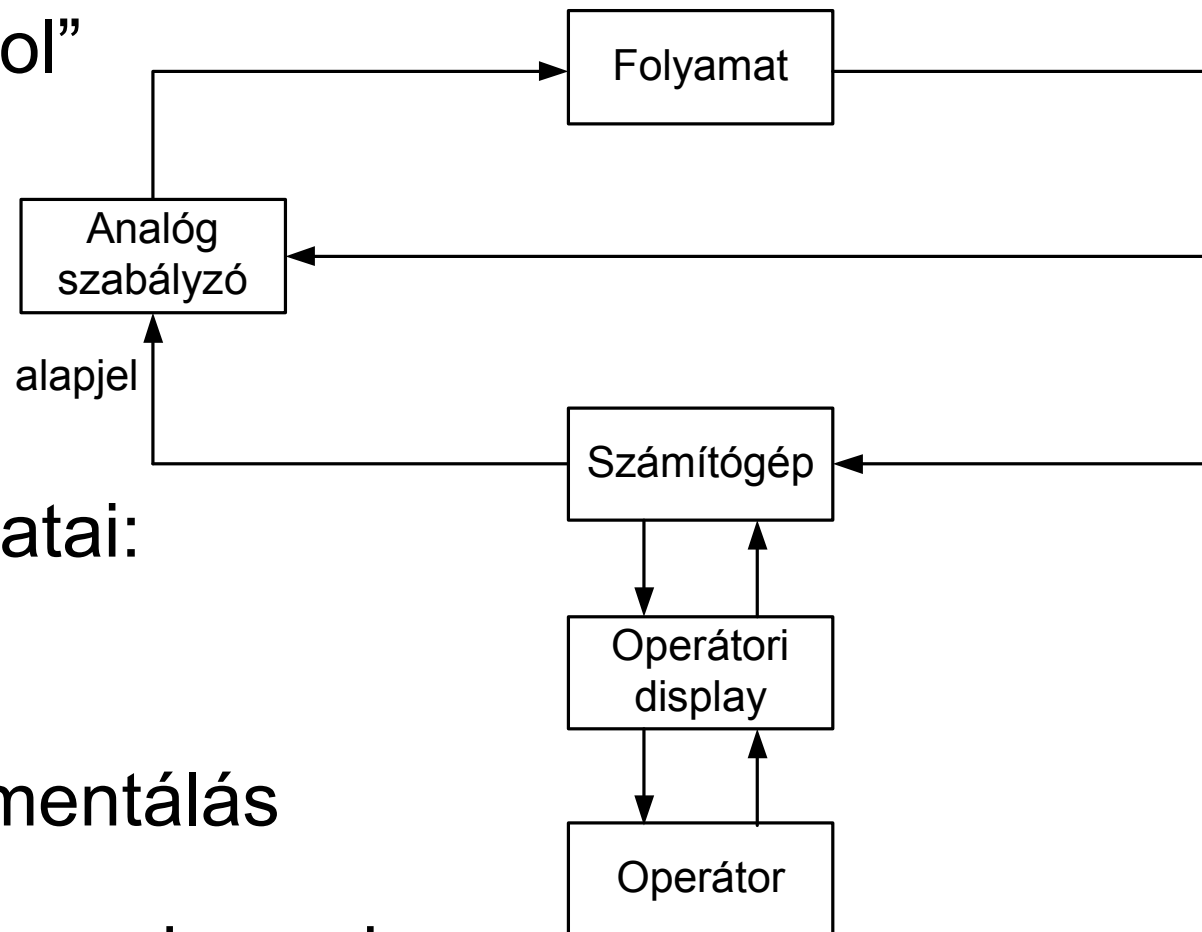 ol”
Folyamat
Analóg
szabályzó
alapjel
Számítógép
atai:
Operátori
display
mentálás
Operátor